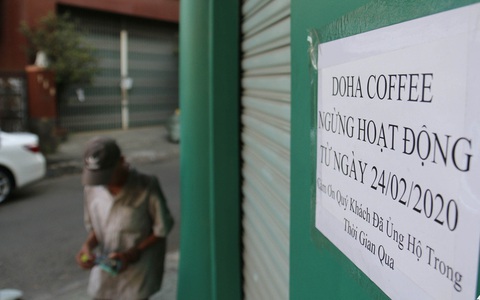 DOHA COFFEE
NGỪNG HOẠT ĐỘNG
TỪ NGÀY 24/02/2020
Cảm Ơn Quý Khách Đã Ủng Hộ Trong
Thời Gian Qua